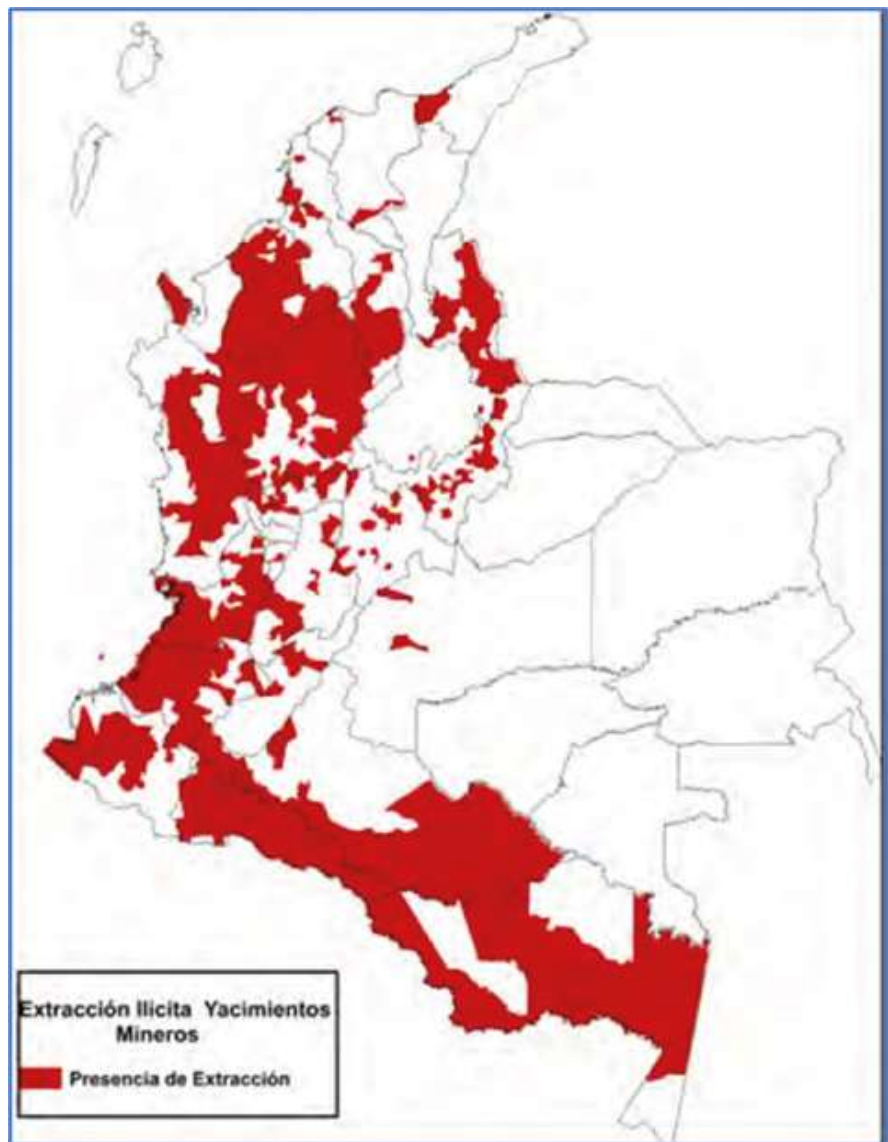 Extracción Ilicita Yacimientos
Mineros
Presencia de Extracción